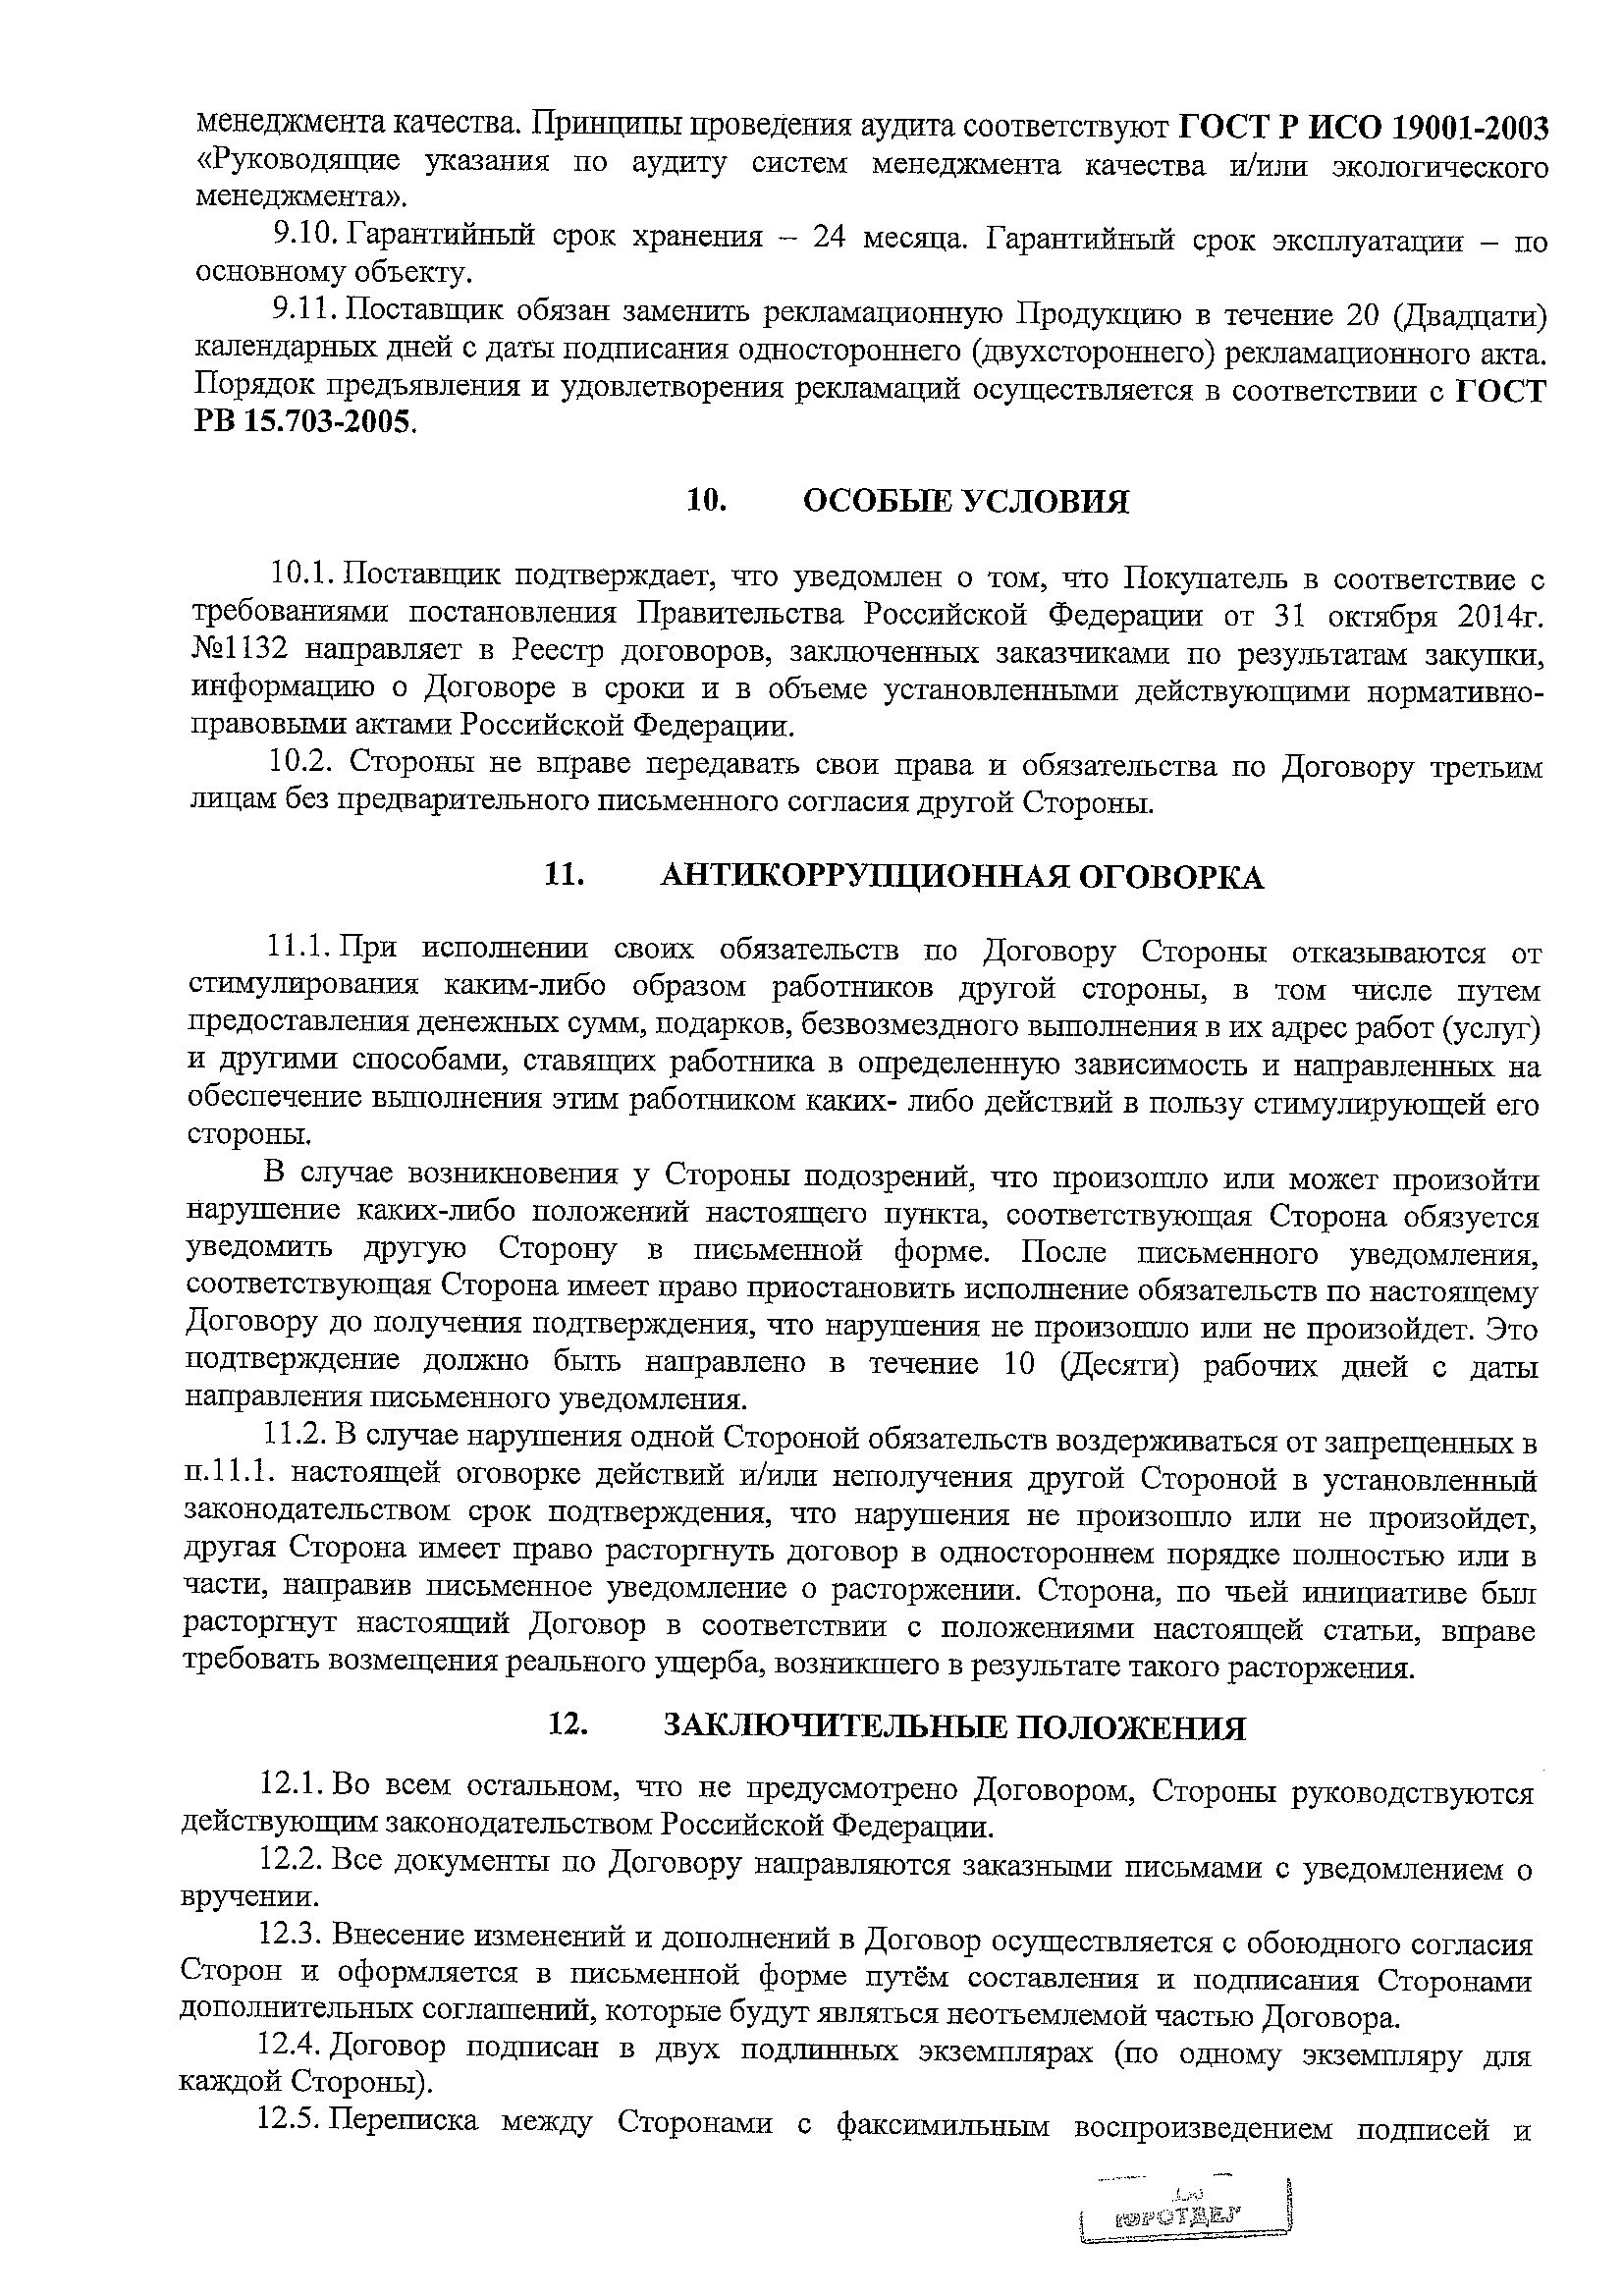 менеджмента качества. Принципы проведения аудита соответствуют ГОСТ Р ИСО 19001-2003
«Руководящие указания по аудиту систем менеджмента качества и/или экологического
менеджмента».
9.10. Гарантийный срок хранения – 24 месяца. Гарантийный срок эксплуатации – по
основному объекту.
9.11. Поставщик обязан заменить рекламационную Продукцию в течение 20 (Двадцати)
календарных дней с даты подписания одностороннего (двухстороннего) рекламационного акта.
Порядок предъявления и удовлетворения рекламаций осуществляется в соответствии с ГОСТ
РВ 15.703-2005.
10. ОСОБЫЕ УСЛОВИЯ
10.1. Поставщик подтверждает, что уведомлен о том, что Покупатель в соответствие с
требованиями постановления Правительства Российской Федерации от 31 октября 2014г.
№1132 направляет в Реестр договоров, заключенных заказчиками по результатам закупки,
информацию о Договоре в сроки и в объеме установленными действующими нормативно-
правовыми актами Российской Федерации.
10.2. Стороны не вправе передавать свои права и обязательства по Договору третьим
лицам без предварительного письменного согласия другой Стороны.
11. АНТИКОРРУПЦИОННАЯ ОГОВОРКА
11.1. При исполнении своих обязательств по Договору Стороны отказываются от
стимулирования каким-либо образом работников другой стороны, в том числе путем
предоставления денежных сумм, подарков, безвозмездного выполнения в их адрес работ (услуг)
и другими способами, ставящих работника в определенную зависимость и направленных на
обеспечение выполнения этим работником каких- либо действий в пользу стимулирующей его
стороны.
В случае возникновения у Стороны подозрений, что произошло или может произойти
нарушение каких-либо положений настоящего пункта, соответствующая Сторона обязуется
уведомить другую Сторону в письменной форме. После письменного уведомления,
соответствующая Сторона имеет право приостановить исполнение обязательств по настоящему
Договору до получения подтверждения, что нарушения не произошло или не произойдет. Это
подтверждение должно быть направлено в течение 10 (Десяти) рабочих дней с даты
направления письменного уведомления.
11.2. В случае нарушения одной Стороной обязательств воздерживаться от запрещенных в
п.11.1. настоящей оговорке действий и/или неполучения другой Стороной в установленный
законодательством срок подтверждения, что нарушения не произошло или не произойдет,
другая Сторона имеет право расторгнуть договор в одностороннем порядке полностью или в
части, направив письменное уведомление о расторжении. Сторона, по чьей инициативе был
расторгнут настоящий Договор в соответствии с положениями настоящей статьи, вправе
требовать возмещения реального ущерба, возникшего в результате такого расторжения.
12. ЗАКЛЮЧИТЕЛЬНЫЕ ПОЛОЖЕНИЯ
12.1. Во всем остальном, что не предусмотрено Договором, Стороны руководствуются
действующим законодательством Российской Федерации.
12.2. Все документы по Договору направляются заказными письмами с уведомлением о
вручении.
12.3. Внесение изменений и дополнений в Договор осуществляется с обоюдного согласия
Сторон и оформляется в письменной форме путём составления и подписания Сторонами
дополнительных соглашений, которые будут являться неотъемлемой частью Договора.
12.4. Договор подписан в двух подлинных экземплярах (по одному экземпляру для
каждой Стороны).
12.5. Переписка между Сторонами с факсимильным воспроизведением подписей и
ЮРОТДЕЛ